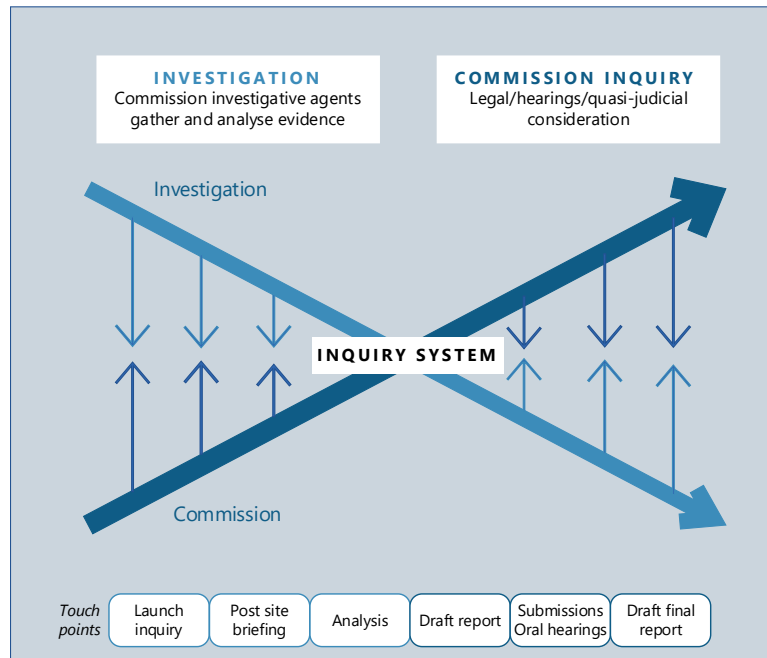 INVESTIGATION
Commission investigative agents
gather and analyse evidence
COMMISSION INQUIRY
Legal/hearings/quasi-judicial
consideration
Investigation
INQUIRY SYSTEM
Commission
Touch
points
Launch
inquiry
Post site
briefing
Analysis
Draft report
Submissions
Oral hearings
Draft final
report